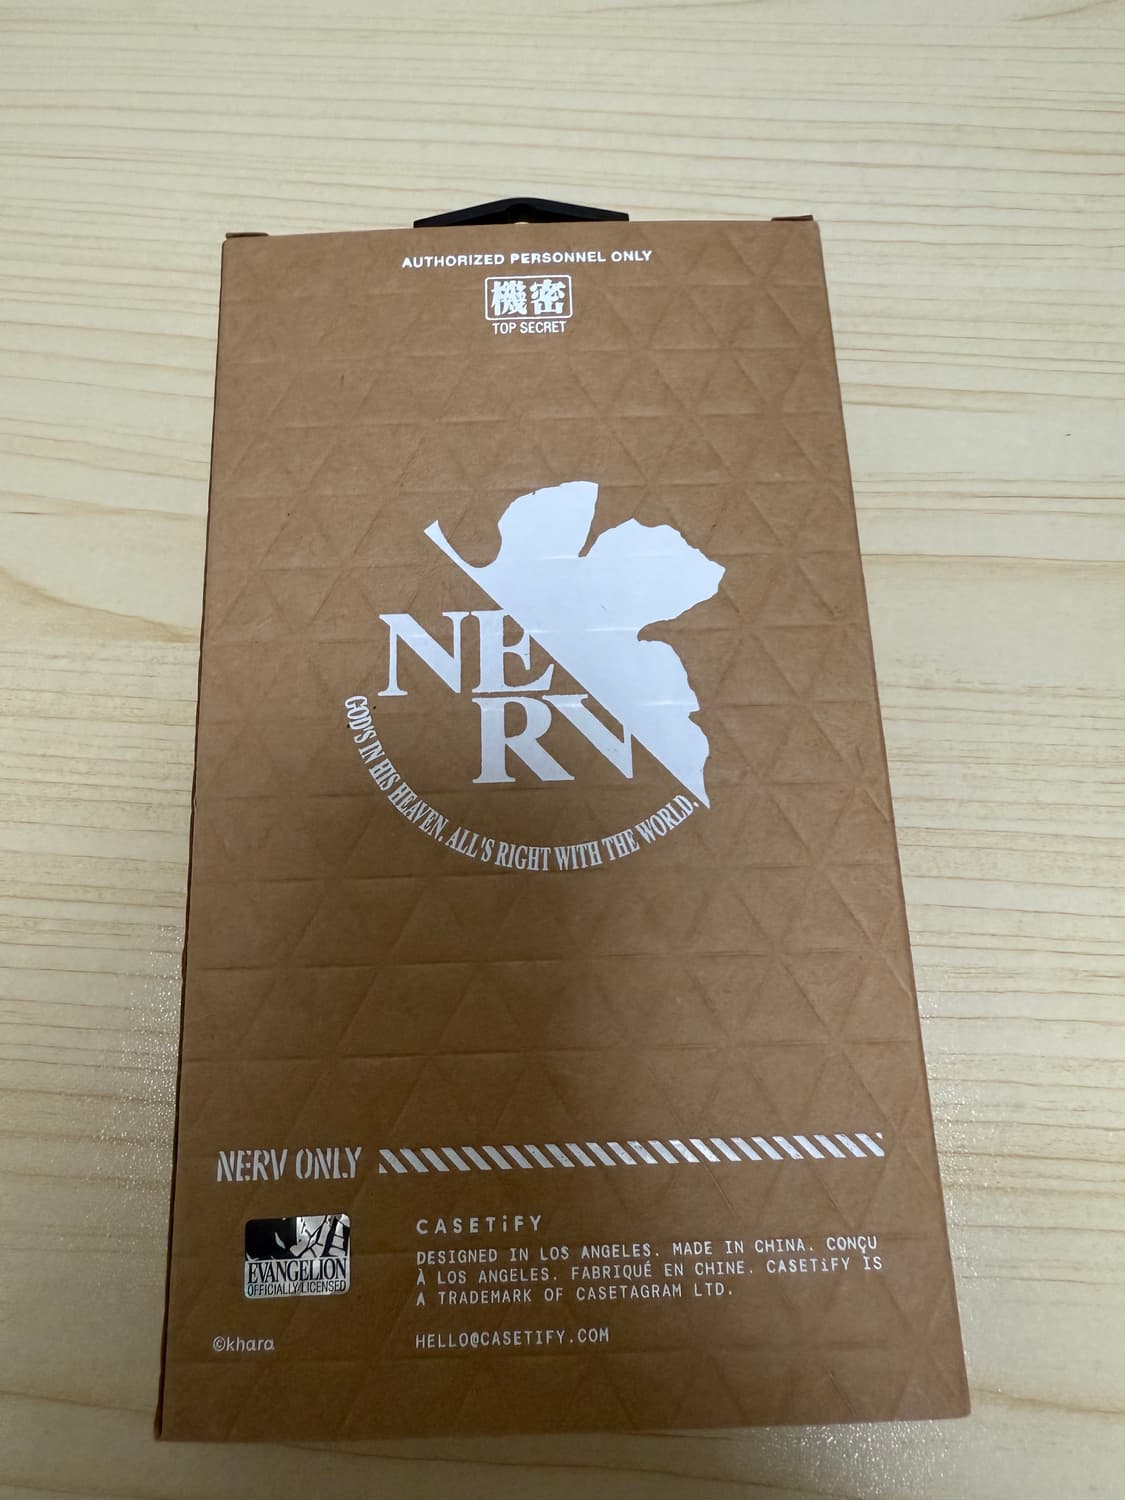 AUTHORIZED PERSONNEL ONLY
機密
TOP SECRET
NERV
GOD'S IN HIS HEAVEN. ALL'S RIGHT WITH THE WORLD.
NERV ONLY
EVANGELION
OFFICIALLY LICENSED
©khara
CASETiFY
DESIGNED IN LOS ANGELES. MADE IN CHINA. CONÇU
À LOS ANGELES. FABRIQUÉ EN CHINE. CASETiFY IS
A TRADEMARK OF CASETAGRAM LTD.
HELLO@CASETIFY.COM